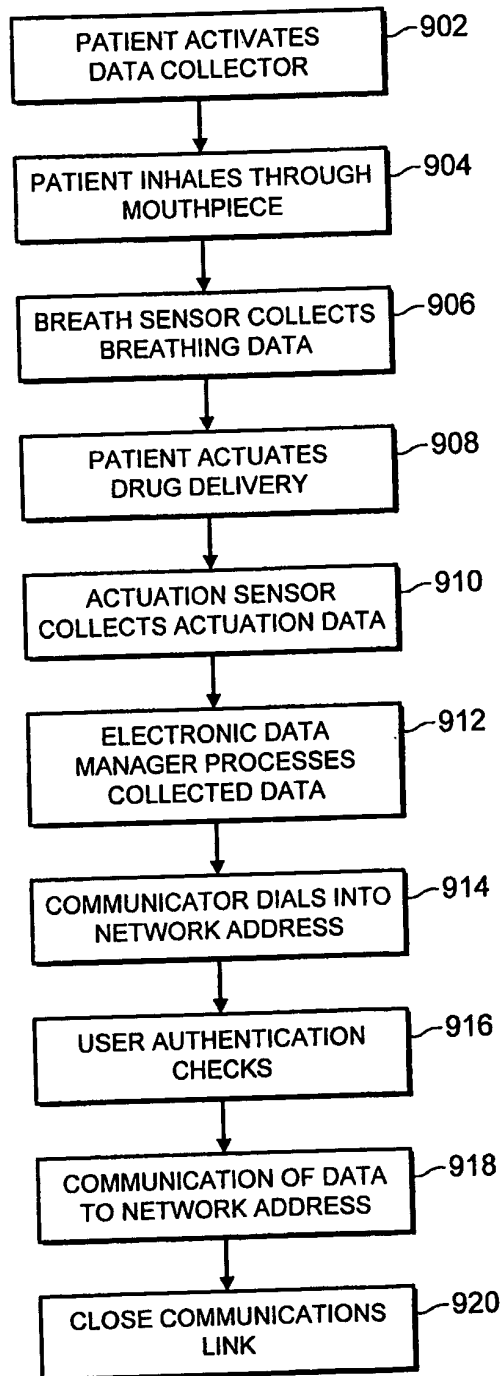 PATIENT ACTIVATES
DATA COLLECTOR
902
PATIENT INHALES THROUGH
MOUTHPIECE
904
BREATH SENSOR COLLECTS
BREATHING DATA
906
PATIENT ACTUATES
DRUG DELIVERY
908
ACTUATION SENSOR
COLLECTS ACTUATION DATA
910
ELECTRONIC DATA
MANAGER PROCESSES
COLLECTED DATA
912
COMMUNICATOR DIALS INTO
NETWORK ADDRESS
914
USER AUTHENTICATION
CHECKS
916
COMMUNICATION OF DATA
TO NETWORK ADDRESS
918
CLOSE COMMUNICATIONS
LINK
920